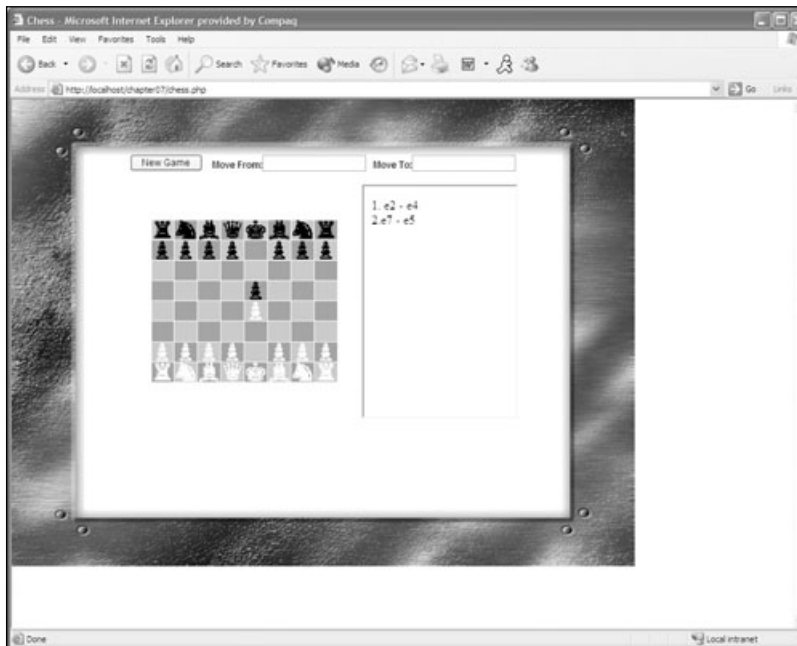 Chess - Microsoft Internet Explorer provided by Compaq
File Edit View Favorites Tools Help
Back Search Favorites Media
Address http://localhost/chapter07/chess.php Go Links
New Game Move From: Move To:
1. e2 - e4
2.e7 - e5
Done Local intranet